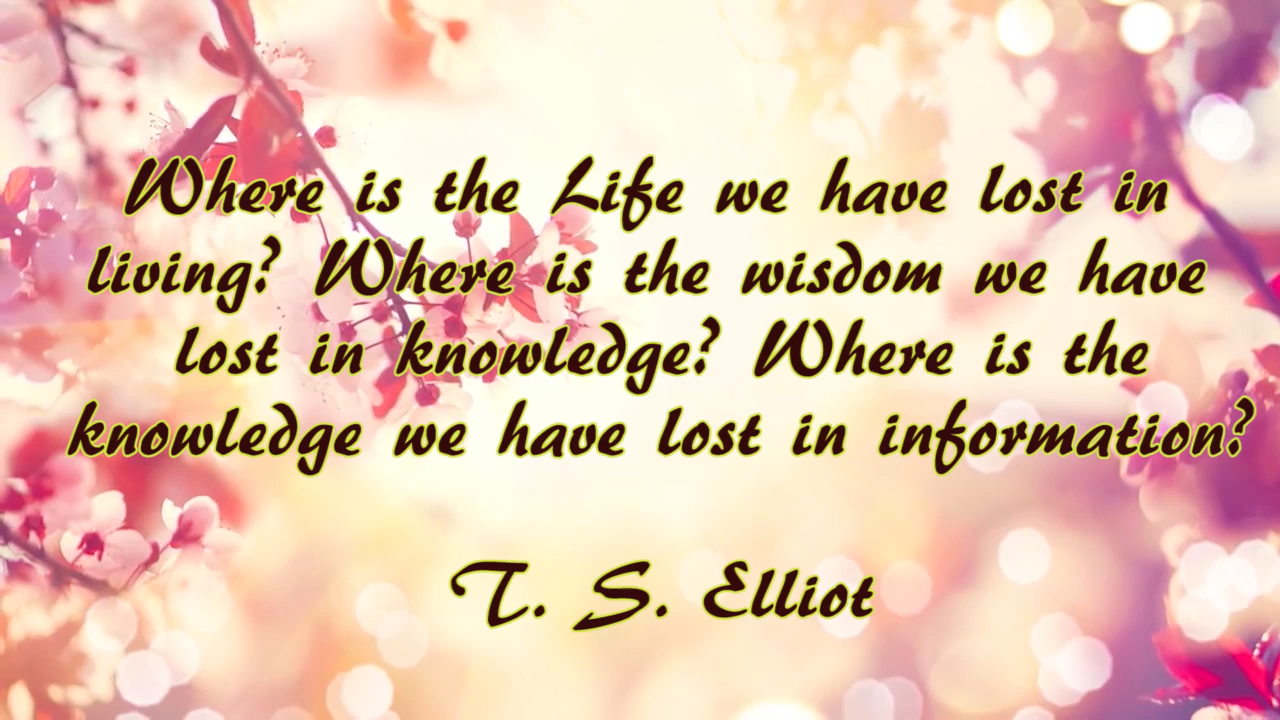 Where is the Life we have lost in
living? Where is the wisdom we have
lost in knowledge? Where is the
knowledge we have lost in information?
T. S. Elliot